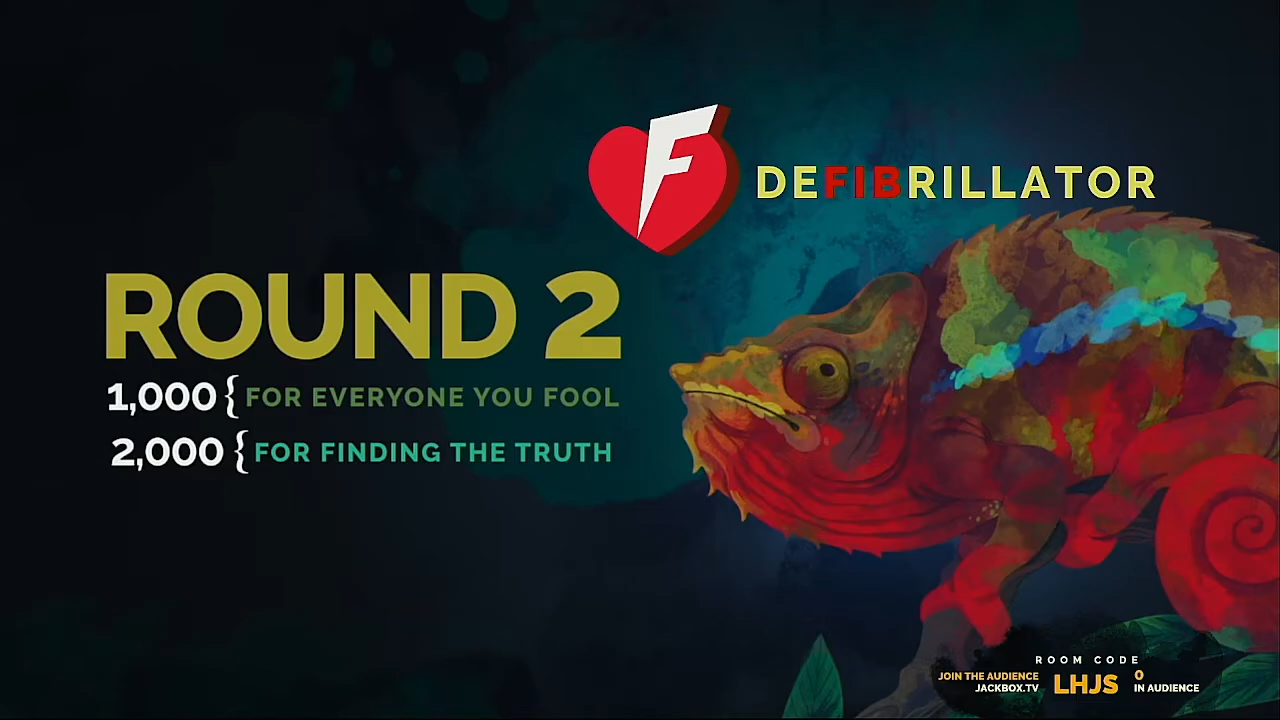 F
DEFIBRILLATOR
ROUND 2
1,000 { FOR EVERYONE YOU FOOL
2,000 { FOR FINDING THE TRUTH
ROOM CODE
JOIN THE AUDIENCE
JACKBOX.TV
LHJS
0
IN AUDIENCE